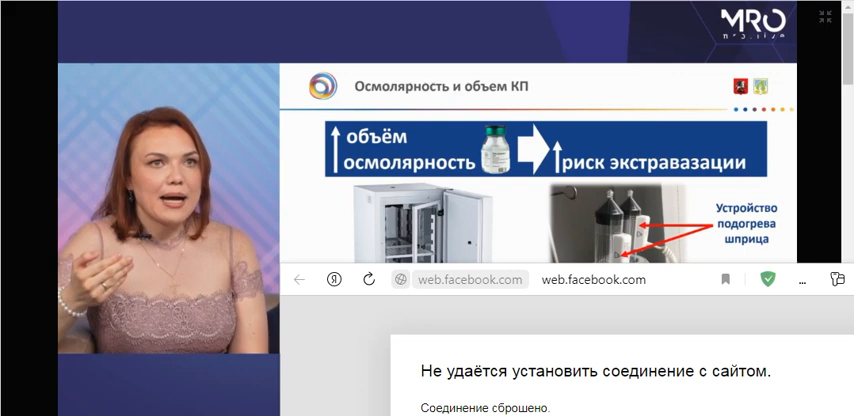 MRO
Осмолярность и объем КП
объём
осмолярность
риск экстравазации
Устройство
подогрева
шприца
Я
web.facebook.com web.facebook.com
...
Не удаётся установить соединение с сайтом.
Соединение сброшено.